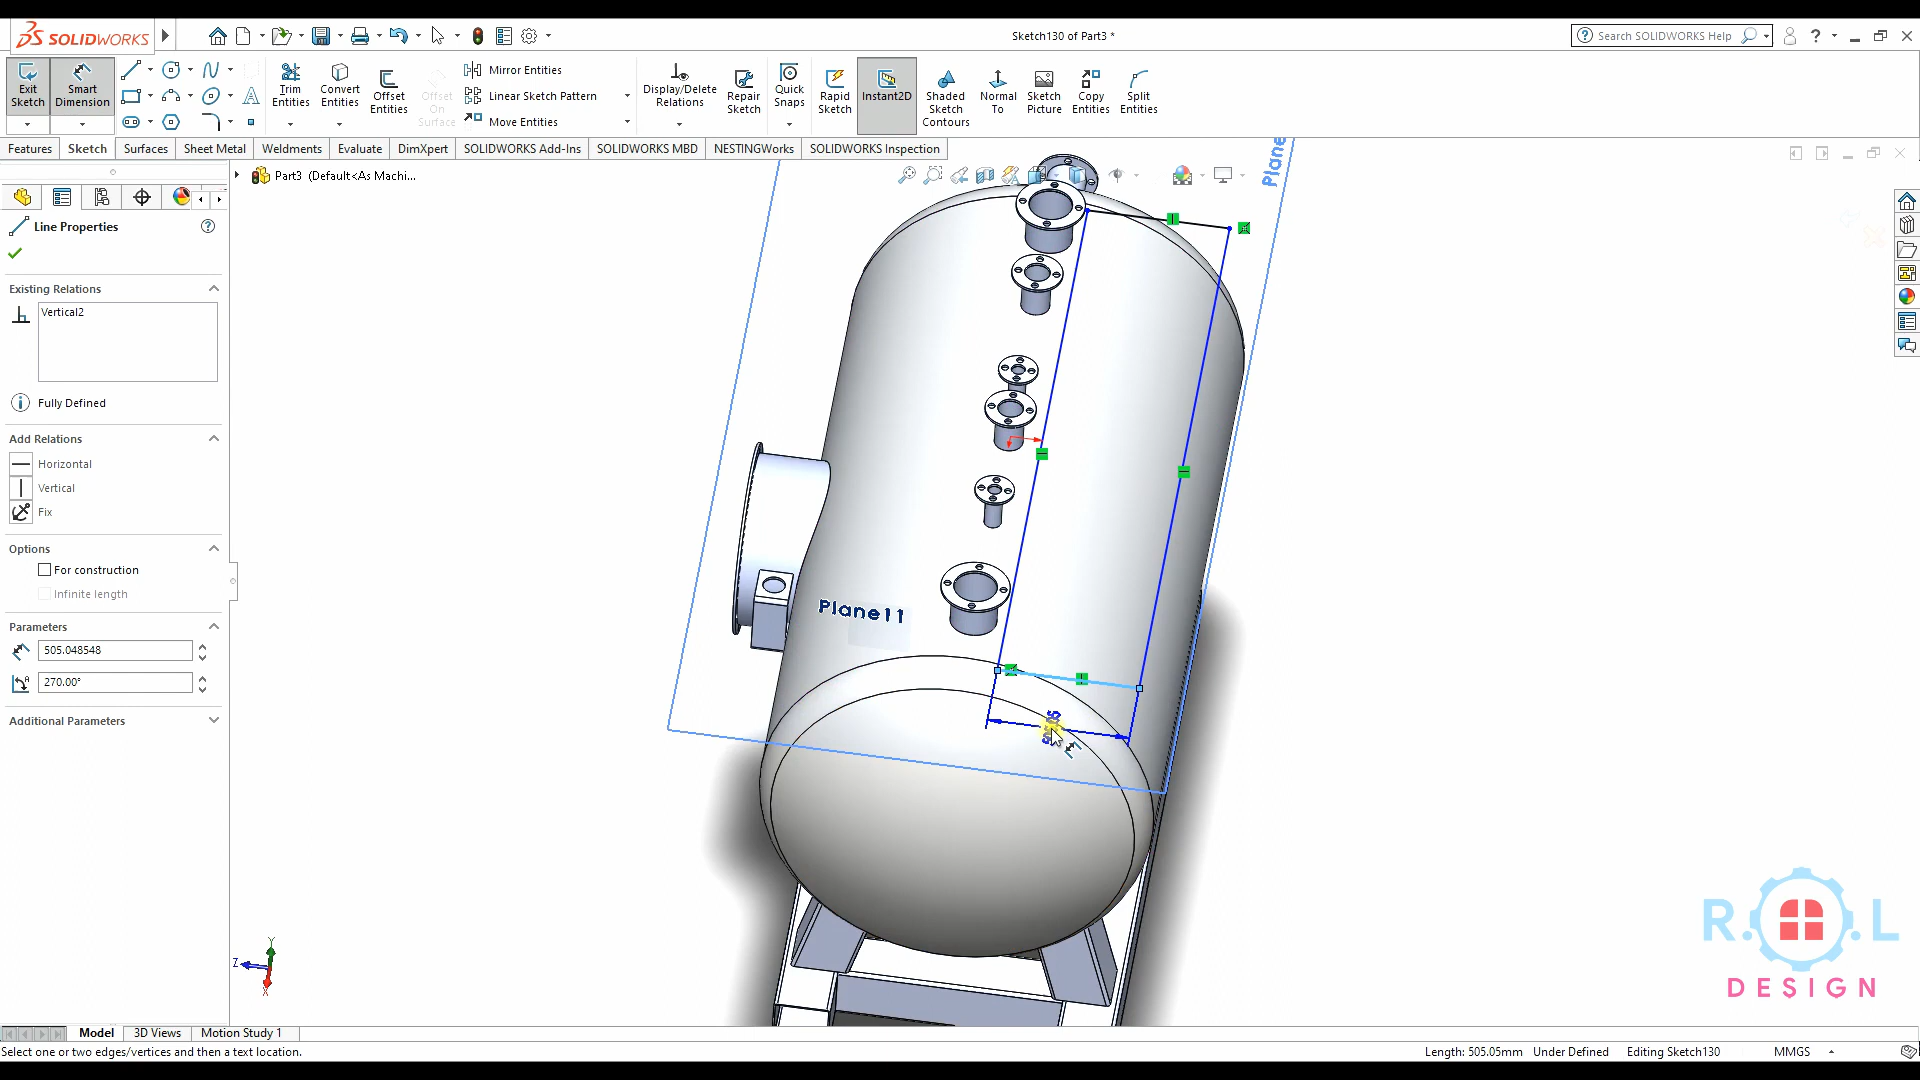 SOLIDWORKS
Sketch130 of Part3 *
Search SOLIDWORKS Help
Exit Sketch
Smart Dimension
Trim Entities
Convert Entities
Offset Entities
Offset On Surface
Mirror Entities
Linear Sketch Pattern
Move Entities
Display/Delete Relations
Repair Sketch
Quick Snaps
Rapid Sketch
Instant2D
Shaded Sketch Contours
Normal To
Sketch Picture
Copy Entities
Split Entities
Features
Sketch
Surfaces
Sheet Metal
Weldments
Evaluate
DimXpert
SOLIDWORKS Add-Ins
SOLIDWORKS MBD
NESTINGWorks
SOLIDWORKS Inspection
Part3 (Default<As Machi...
Line Properties
Existing Relations
Vertical2
Fully Defined
Add Relations
Horizontal
Vertical
Fix
Options
For construction
Infinite length
Parameters
505.048548
270.00°
Additional Parameters
Plane
Plane11
Y
Z
X
R.O.L
DESIGN
Model
3D Views
Motion Study 1
Select one or two edges/vertices and then a text location.
Length: 505.05mm
Under Defined
Editing Sketch130
MMGS